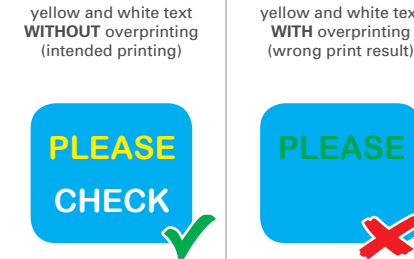 yellow and white text
WITHOUT overprinting
(intended printing)
PLEASE
CHECK
yellow and white
WITH overprinting
(wrong print result)
PLEASE